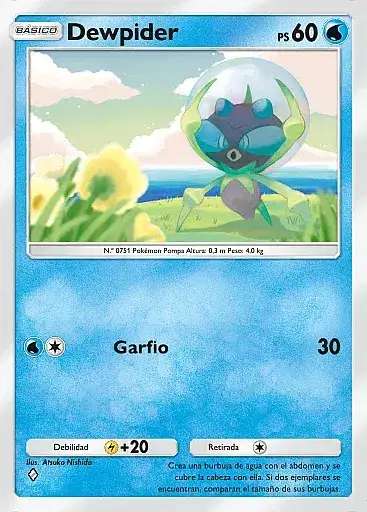 BÁSICO
Dewpider
PS 60
N.º 0751 Pokémon Pompa Altura: 0,3 m Peso: 4,0 kg
Garfio 30
Debilidad +20 Retirada
Ilus. Atsuko Nishida
Crea una burbuja de agua con el abdomen y se
cubre la cabeza con ella. Si dos ejemplares se
encuentran, comparan el tamaño de sus burbujas.